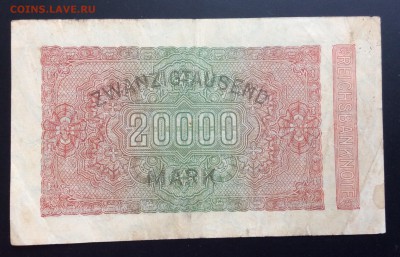 COINS.LAVE.RU
ZWANZIGTAUSEND
20000
MARK
REICHSBANKNOTE